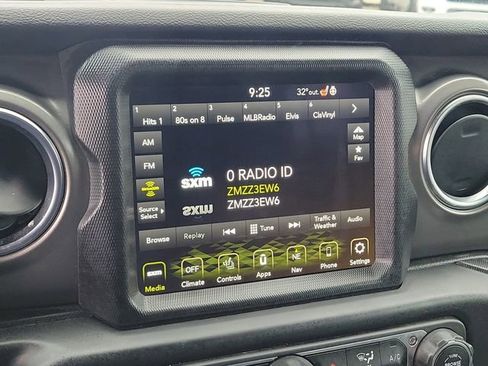 9:25 32°out
1 2 3 4 5 6
Hits 1 80s on 8 Pulse MLBRadio Elvis ClsVinyl
AM
FM
Source
Select
Map
Fav
sxm
0 RADIO ID
ZMZZ3EW6
ZMZZ3EW6
Browse Replay Tune Traffic & Weather Audio
sxm OFF NE
Media Climate Controls Apps Nav Phone Settings
A/C